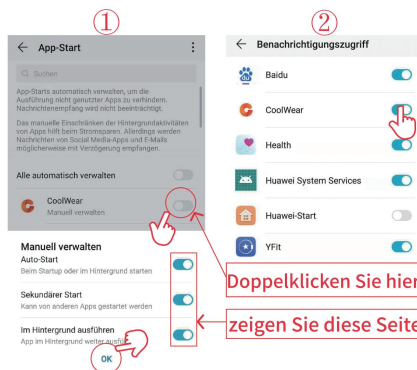 ①
App-Start
Suchen
App-Starts automatisch verwalten, um die
Ausführung nicht genutzter Apps zu verhindern.
Nachrichtenempfang wird nicht beeinträchtigt.
Das manuelle Einschränken der Hintergrundaktivitäten
von Apps hilft beim Stromsparen. Allerdings werden
Nachrichten von Social Media-Apps und E-Mails
möglicherweise mit Verzögerung empfangen.
Alle automatisch verwalten
CoolWear
Manuell verwalten
Manuell verwalten
Auto-Start
Beim Startup oder im Hintergrund starten
Sekundärer Start
Kann von anderen Apps gestartet werden
Im Hintergrund ausführen
App im Hintergrund weiter
OK
②
Benachrichtigungszugriff
Baidu
CoolWear
Health
Huawei System Services
Huawei-Start
YFit
Doppelklicken Sie hier
zeigen Sie diese Seite